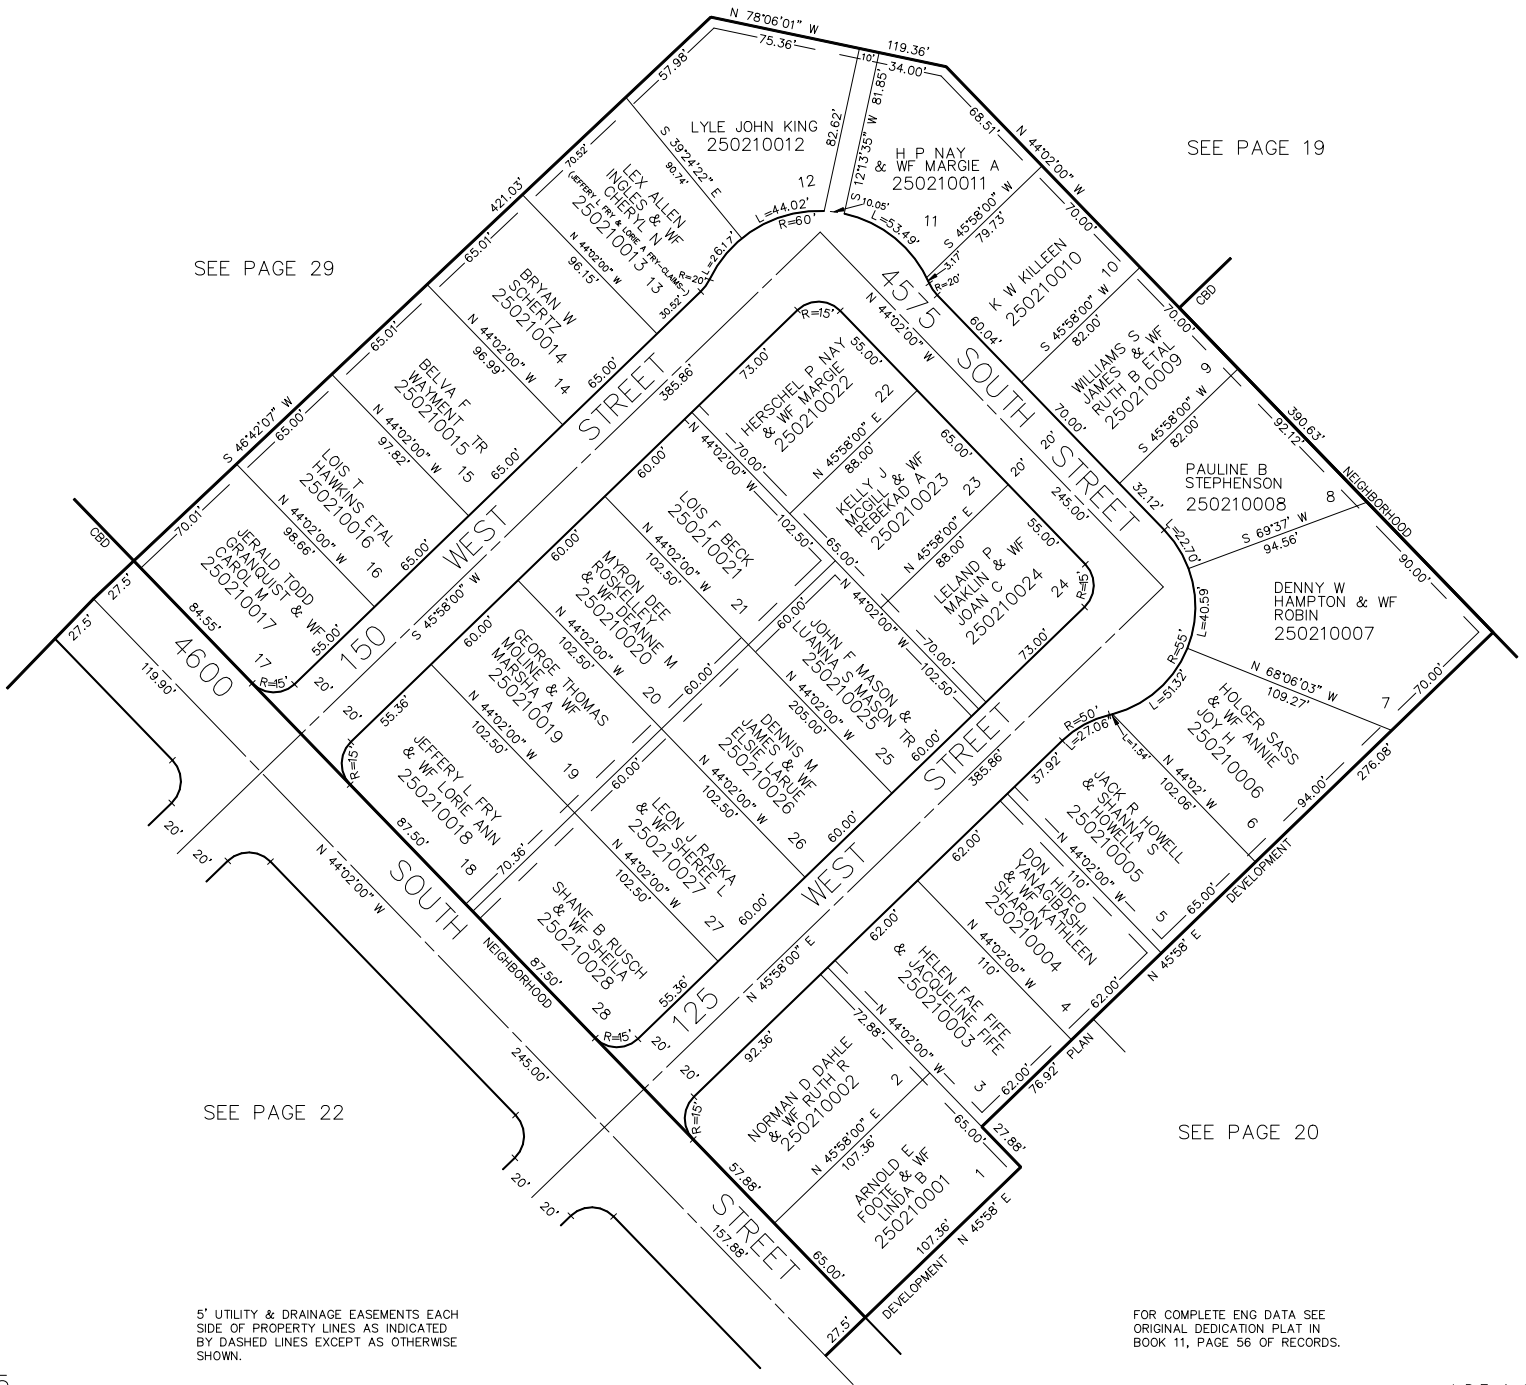 N 78°06'01" W
119.36'
75.36'
10'
34.00'
57.98'
68.51'
N 44°02'00" W
LYLE JOHN KING
250210012
12
82.62'
S 12°13'35" W 81.85'
H P NAY
& WF MARGIE A
250210011
11
SEE PAGE 19
S 39°24'22" E
90.74'
70.52'
421.03'
LEX ALLEN
INGLES & WF
CHERYL N
(JEFFERY L FRY & LORIE A FRY-CLAIMS-)
250210013
13
L=44.02'
R=60'
10.05'
L=53.49'
S 45°58'00" W
79.73'
3.17'
R=20'
70.00'
K W KILLEEN
250210010
10
SEE PAGE 29
65.01'
N 44°02'00" W
96.15'
R=20'
L=26.17'
30.52'
4575
SOUTH
STREET
N 44°02'00" W
60.04'
S 45°58'00" W
82.00'
CBD
70.00'
BRYAN W
SCHERTZ
250210014
14
65.01'
N 44°02'00" W
96.99'
65.00'
R=15'
55.00'
73.00'
385.86'
WILLIAMS S
JAMES & WF
RUTH B ETAL
250210009
9
S 45°58'00" W
82.00'
70.00'
20'
390.63'
92.12'
BELVA F
WAYMENT TR
250210015
15
N 44°02'00" W
97.82'
65.00'
65.00'
S 46°42'07" W
150
WEST
STREET
HERSCHEL P NAY
& WF MARGIE
250210022
22
N 45°58'00" E
88.00'
70.00'
65.00'
20'
245.00'
PAULINE B
STEPHENSON
250210008
8
32.12'
L=22.70'
S 69°37' W
94.56'
NEIGHBORHOOD
90.00'
LOIS T
HAWKINS ETAL
250210016
16
N 44°02'00" W
98.66'
65.00'
70.01'
CBD
60.00'
N 44°02'00" W
102.50'
LOIS F BECK
250210021
21
KELLY J
MCGILL & WF
REBEKAD A
250210023
23
N 45°58'00" E
88.00'
65.00'
55.00'
LELAND P
MAKLIN & WF
JOAN C
250210024
24
R=15'
L=40.59'
R=55'
DENNY W
HAMPTON & WF
ROBIN
250210007
7
N 68°06'03" W
109.27'
70.00'
JERALD TODD
GRANQUIST & WF
CAROL M
250210017
17
27.5'
27.5'
84.55'
119.90'
4600
SOUTH
STREET
R=15'
55.00'
20'
20'
S 45°58'00" W
60.00'
N 44°02'00" W
102.50'
MYRON DEE
ROSKELLEY
& WF DEANNE M
250210020
20
60.00'
60.00'
N 44°02'00" W
102.50'
70.00'
73.00'
JOHN F MASON &
LUANNA S MASON TR
250210025
25
N 44°02'00" W
205.00'
60.00'
L=51.32'
R=50'
L=27.06'
L=1.54'
HOLGER SASS
& WF ANNIE
JOY H
250210006
6
N 44°02' W
102.06'
94.00'
276.08'
60.00'
N 44°02'00" W
102.50'
GEORGE THOMAS
MOLINE & WF
MARSHA A
250210019
19
60.00'
N 44°02'00" W
102.50'
DENNIS M
JAMES & WF
ELSIE LARUE
250210026
26
60.00'
125
WEST
STREET
385.86'
37.92'
JACK R HOWELL
& SHANNA S
HOWELL
250210005
5
N 44°02'00" W
110'
65.00'
DEVELOPMENT
55.36'
R=15'
JEFFERY L FRY
& WF LORIE ANN
250210018
18
87.50'
70.36'
60.00'
N 44°02'00" W
102.50'
LEON J RASKA
& WF SHEREE L
250210027
27
60.00'
62.00'
DON HIDEO
YANAGIBASHI
& WF KATHLEEN
SHARON
250210004
4
N 44°02'00" W
110'
62.00'
N 45°58' E
20'
20'
N 44°02'00" W
NEIGHBORHOOD
87.50'
SHANE B RUSCH
& WF SHEILA
250210028
28
55.36'
R=15'
20'
20'
N 45°58'00" E
62.00'
HELEN FAE FIFE
& JACQUELINE FIFE
250210003
3
62.00'
PLAN
76.92'
92.36'
N 44°02'00" W
72.88'
245.00'
SEE PAGE 22
R=15'
NORMAN D DAHLE
& WF RUTH R
250210002
2
N 45°58'00" E
107.36'
65.00'
27.88'
SEE PAGE 20
20'
20'
57.88'
157.88'
ARNOLD E
FOOTE & WF
LINDA B
250210001
1
65.00'
107.36'
N 45°58' E
DEVELOPMENT
27.5'
5' UTILITY & DRAINAGE EASEMENTS EACH
SIDE OF PROPERTY LINES AS INDICATED
BY DASHED LINES EXCEPT AS OTHERWISE
SHOWN.
FOR COMPLETE ENG DATA SEE
ORIGINAL DEDICATION PLAT IN
BOOK 11, PAGE 56 OF RECORDS.